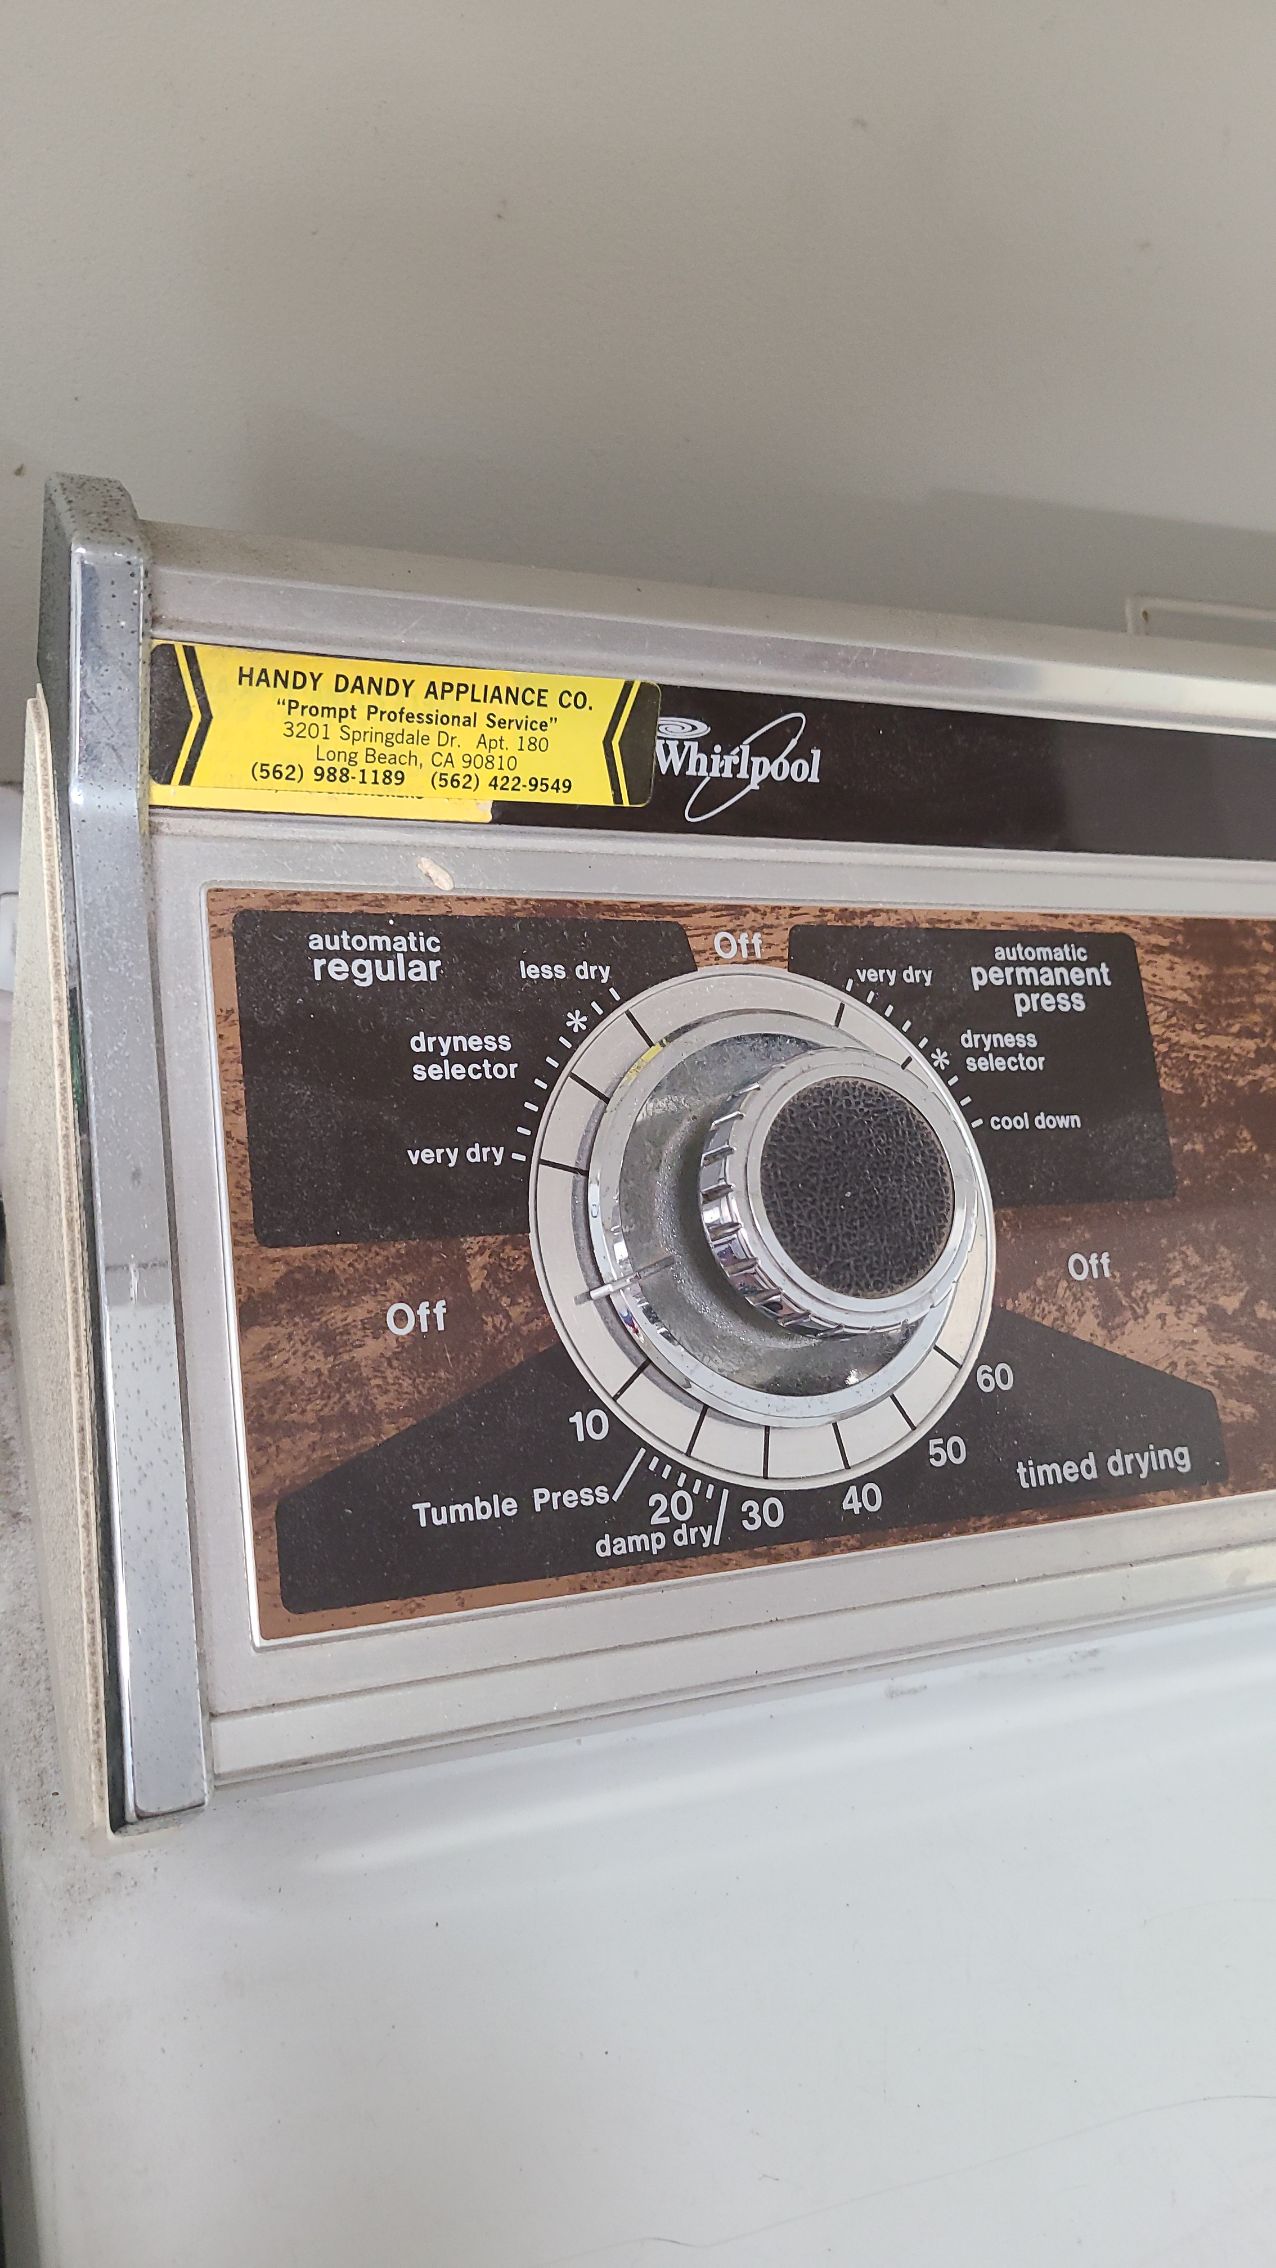 HANDY DANDY APPLIANCE CO.
"Prompt Professional Service"
3201 Springdale Dr. Apt. 180
Long Beach, CA 90810
(562) 988-1189 (562) 422-9549
Whirlpool
automatic
regular
less dry
*
dryness
selector
very dry
Off
very dry
automatic
permanent
press
*
dryness
selector
cool down
Off
Off
10
Tumble Press
20
damp dry
30
40
50
60
timed drying